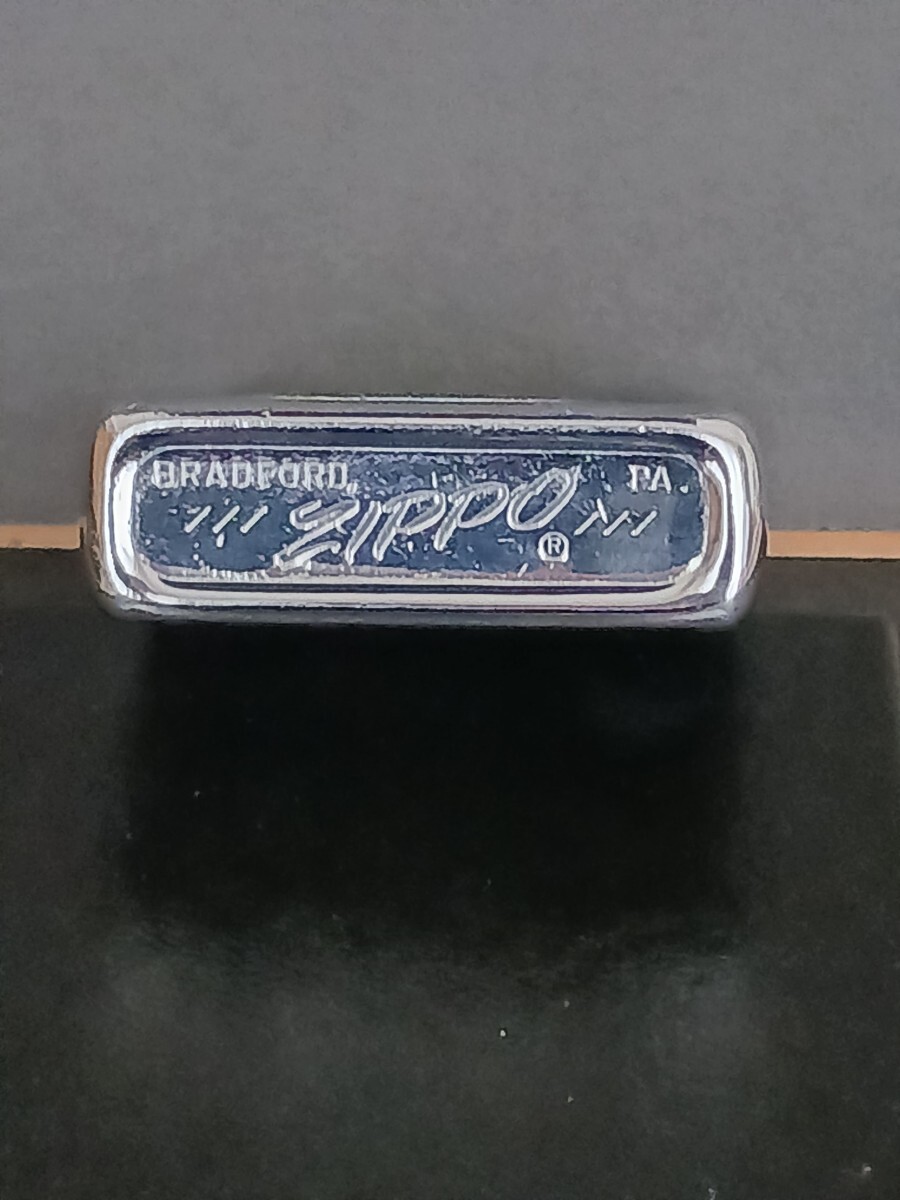 BRADFORD, PA.
/// ZIPPO ///
®